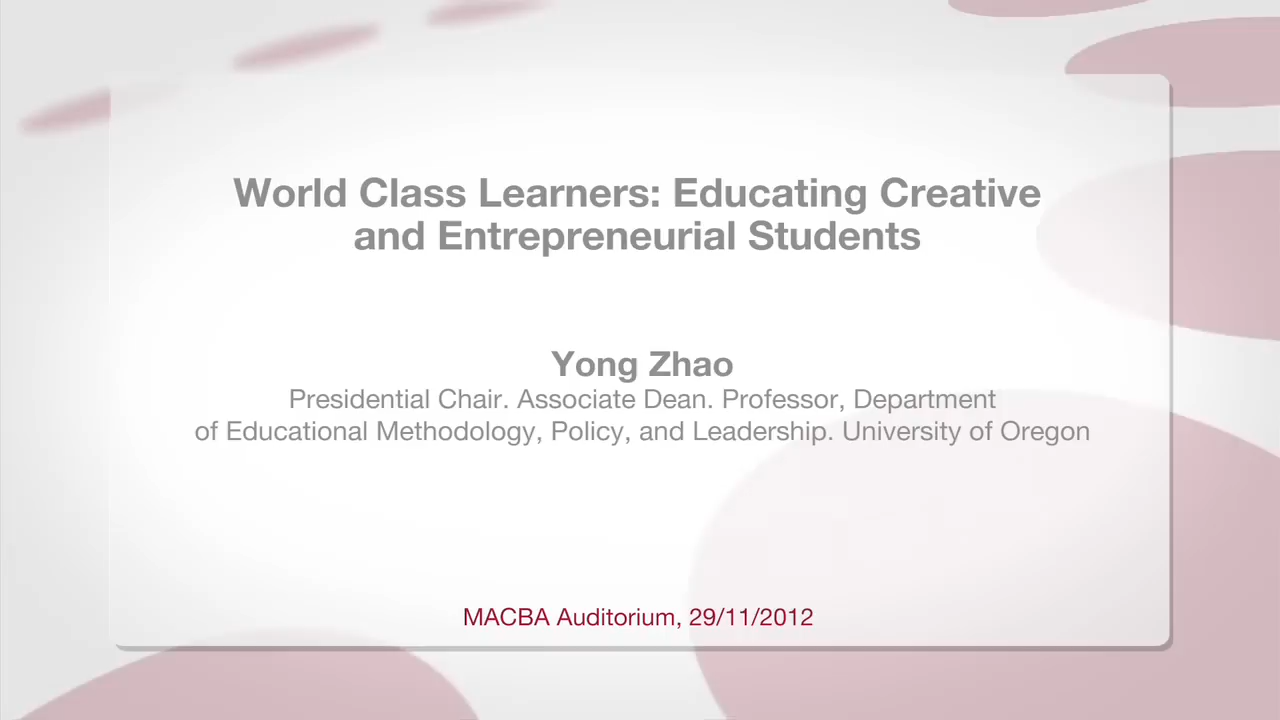 World Class Learners: Educating Creative
and Entrepreneurial Students
Yong Zhao
Presidential Chair. Associate Dean. Professor, Department
of Educational Methodology, Policy, and Leadership. University of Oregon
MACBA Auditorium, 29/11/2012